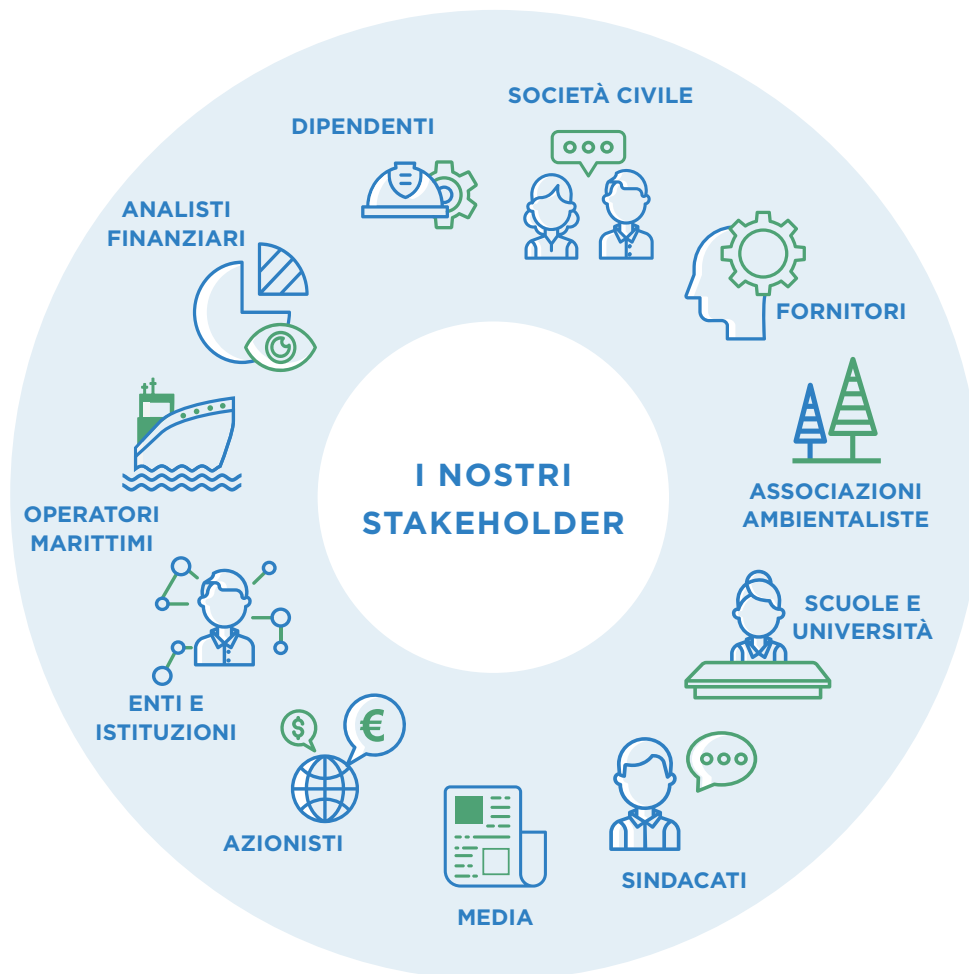 SOCIETÀ CIVILE
DIPENDENTI
ANALISTI
FINANZIARI
FORNITORI
I NOSTRI
STAKEHOLDER
ASSOCIAZIONI
AMBIENTALISTE
OPERATORI
MARITTIMI
SCUOLE E
UNIVERSITÀ
ENTI E
ISTITUZIONI
$
€
AZIONISTI
SINDACATI
MEDIA